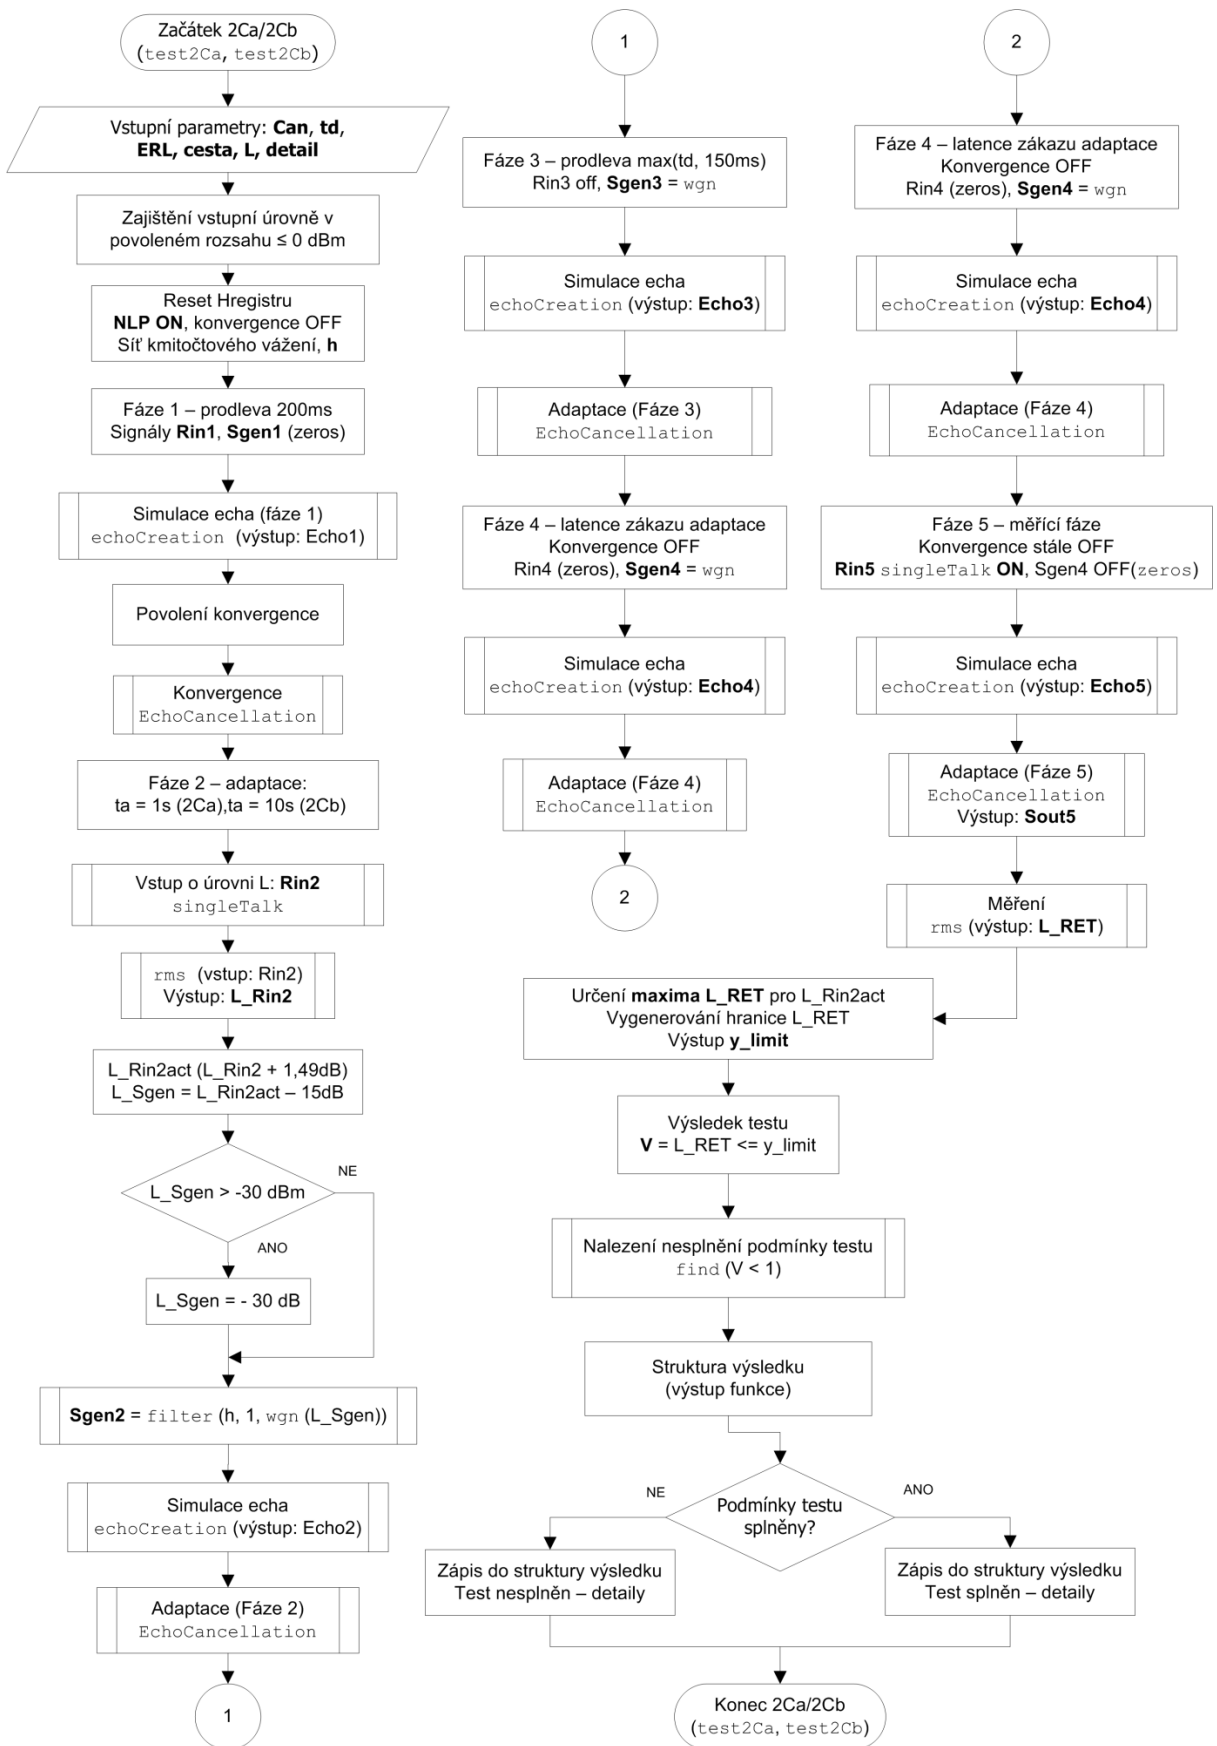 Začátek 2Ca/2Cb
(test2Ca, test2Cb)
Vstupní parametry: Can, td,
ERL, cesta, L, detail
Zajištění vstupní úrovně v
povoleném rozsahu ≤ 0 dBm
Reset Hregistru
NLP ON, konvergence OFF
Síť kmitočtového vážení, h
Fáze 1 – prodleva 200ms
Signály Rin1, Sgen1 (zeros)
Simulace echa (fáze 1)
echoCreation (výstup: Echo1)
Povolení konvergence
Konvergence
EchoCancellation
Fáze 2 – adaptace:
ta = 1s (2Ca),ta = 10s (2Cb)
Vstup o úrovni L: Rin2
singleTalk
rms (vstup: Rin2)
Výstup: L_Rin2
L_Rin2act (L_Rin2 + 1,49dB)
L_Sgen = L_Rin2act – 15dB
L_Sgen > -30 dBm
NE
ANO
L_Sgen = - 30 dB
Sgen2 = filter (h, 1, wgn (L_Sgen))
Simulace echa
echoCreation (výstup: Echo2)
Adaptace (Fáze 2)
EchoCancellation
1
1
Fáze 3 – prodleva max(td, 150ms)
Rin3 off, Sgen3 = wgn
Simulace echa
echoCreation (výstup: Echo3)
Adaptace (Fáze 3)
EchoCancellation
Fáze 4 – latence zákazu adaptace
Konvergence OFF
Rin4 (zeros), Sgen4 = wgn
Simulace echa
echoCreation (výstup: Echo4)
Adaptace (Fáze 4)
EchoCancellation
2
2
Fáze 4 – latence zákazu adaptace
Konvergence OFF
Rin4 (zeros), Sgen4 = wgn
Simulace echa
echoCreation (výstup: Echo4)
Adaptace (Fáze 4)
EchoCancellation
Fáze 5 – měřící fáze
Konvergence stále OFF
Rin5 singleTalk ON, Sgen4 OFF(zeros)
Simulace echa
echoCreation (výstup: Echo5)
Adaptace (Fáze 5)
EchoCancellation
Výstup: Sout5
Měření
rms (výstup: L_RET)
Určení maxima L_RET pro L_Rin2act
Vygenerování hranice L_RET
Výstup y_limit
Výsledek testu
V = L_RET <= y_limit
Nalezení nesplnění podmínky testu
find (V < 1)
Struktura výsledku
(výstup funkce)
Podmínky testu
splněny?
NE
ANO
Zápis do struktury výsledku
Test nesplněn – detaily
Zápis do struktury výsledku
Test splněn – detaily
Konec 2Ca/2Cb
(test2Ca, test2Cb)